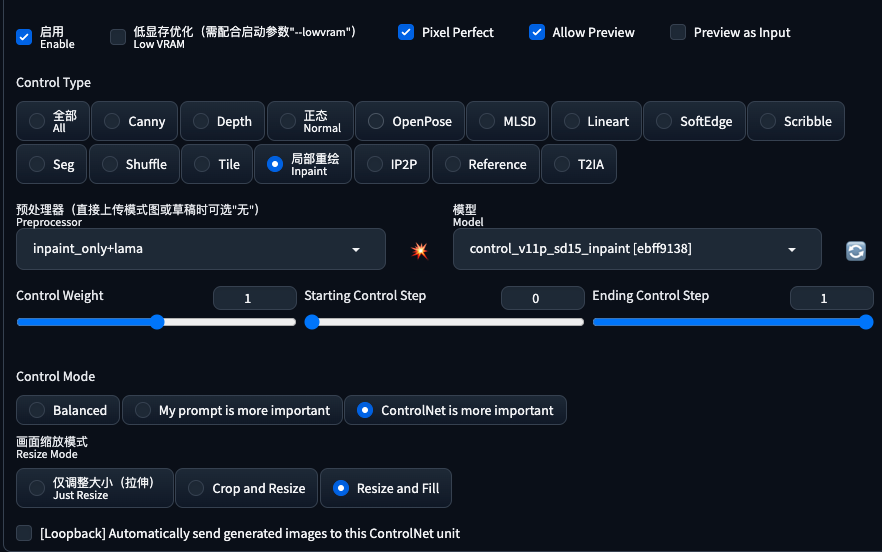 启用
Enable
低显存优化（需配合启动参数"--lowvram"）
Low VRAM
Pixel Perfect
Allow Preview
Preview as Input
Control Type
全部
All
Canny
Depth
正态
Normal
OpenPose
MLSD
Lineart
SoftEdge
Scribble
Seg
Shuffle
Tile
局部重绘
Inpaint
IP2P
Reference
T2IA
预处理器（直接上传模式图或草稿时可选"无"）
Preprocessor
模型
Model
inpaint_only+lama
control_v11p_sd15_inpaint [ebff9138]
Control Weight
1
Starting Control Step
0
Ending Control Step
1
Control Mode
Balanced
My prompt is more important
ControlNet is more important
画面缩放模式
Resize Mode
仅调整大小（拉伸）
Just Resize
Crop and Resize
Resize and Fill
[Loopback] Automatically send generated images to this ControlNet unit